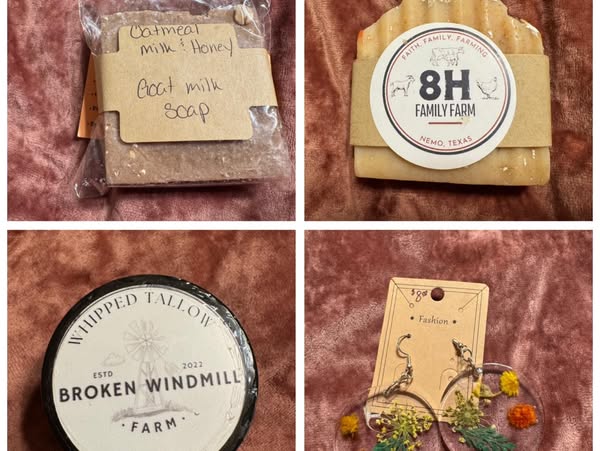 Oatmeal
milk & Honey
Goat milk
Soap
FAITH, FAMILY, FARMING
8H
FAMILY FARM
NEMO, TEXAS
WHIPPED TALLOW
ESTD 2022
BROKEN WINDMILL
• FARM •
$8
• Fashion •